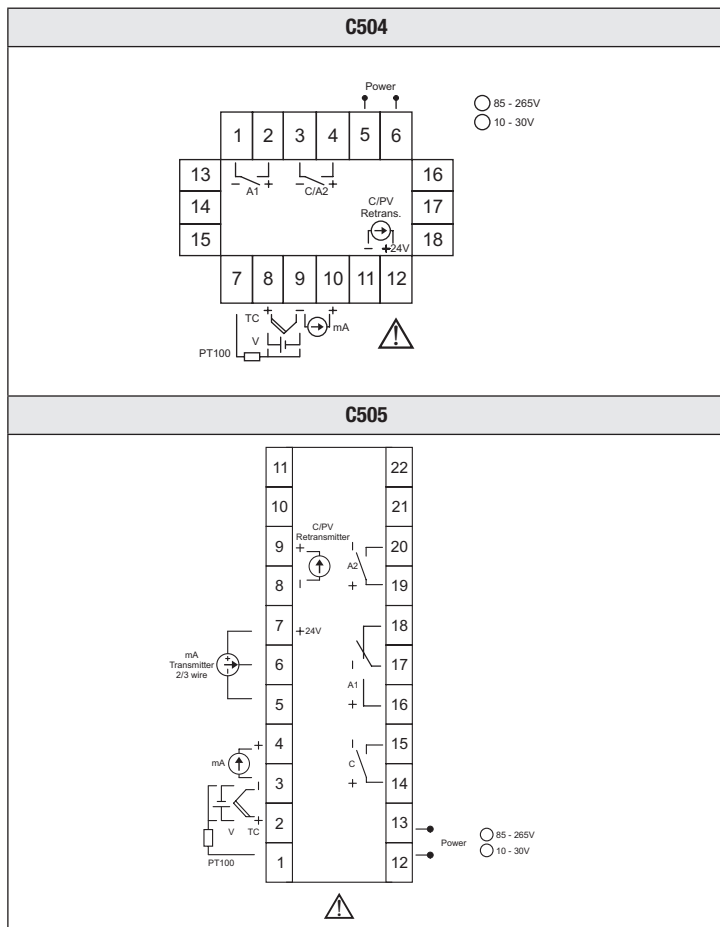 C504
Power
85 - 265V
10 - 30V
1 2 3 4 5 6
13
14
15
16
17
18
− A1 +
− C/A2 +
C/PV
Retrans.
− +24V
7 8 9 10 11 12
TC + − + mA
V
PT100
C505
11 22
10 21
9 20
8 19
7 18
6 17
5 16
4 15
3 14
2 13
1 12
C/PV
Retransmitter
+
−
+24V
mA
Transmitter
2/3 wire
+
−
mA
+
−
V TC +
PT100
− A2 +
− A1 +
− C +
Power
85 - 265V
10 - 30V